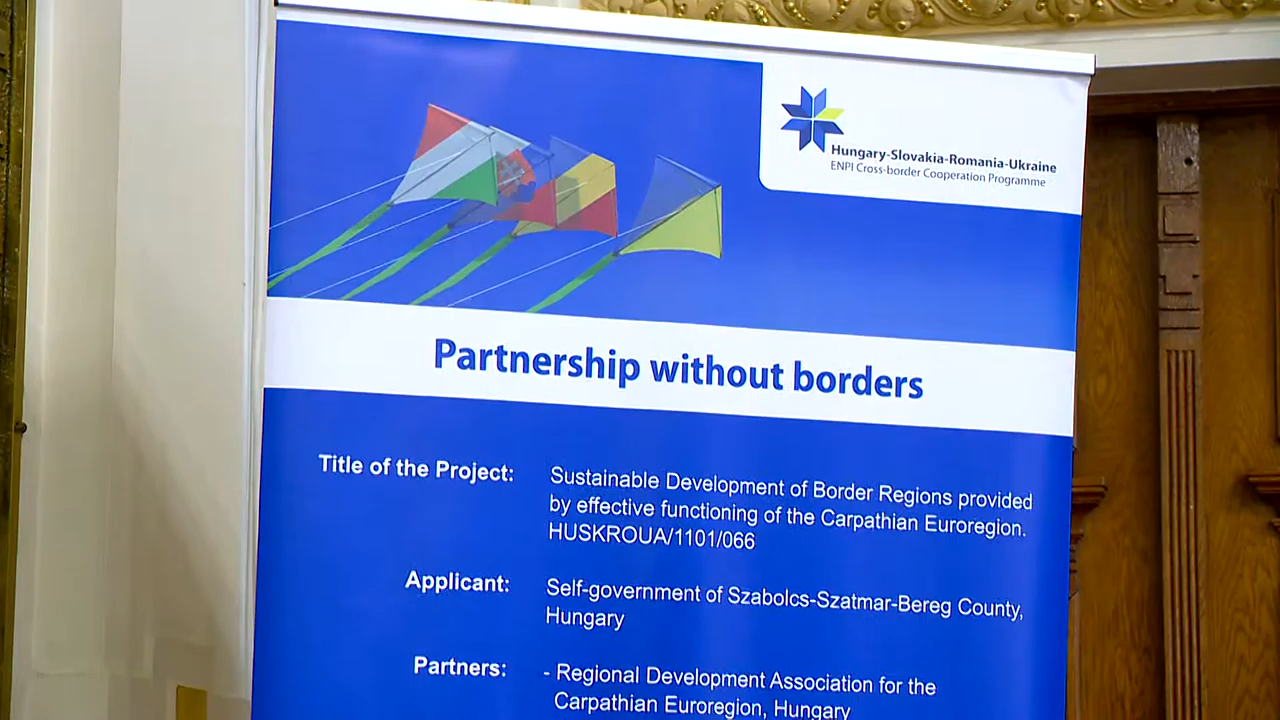 Hungary-Slovakia-Romania-Ukraine
ENPI Cross-border Cooperation Programme
Partnership without borders
Title of the Project:
Sustainable Development of Border Regions provided
by effective functioning of the Carpathian Euroregion.
HUSKROUA/1101/066
Applicant:
Self-government of Szabolcs-Szatmar-Bereg County,
Hungary
Partners:
- Regional Development Association for the
Carpathian Euroregion, Hungary